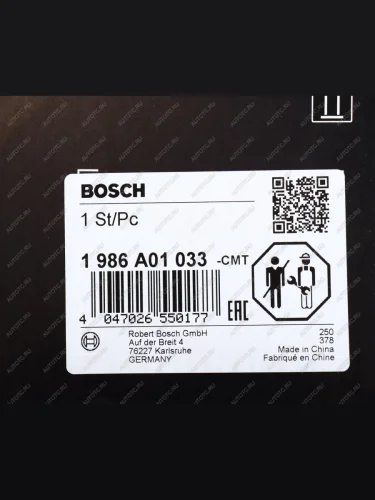 BOSCH
1 St/Pc
1 986 A01 033 -CMT
4 047026 550177
EAC
Robert Bosch GmbH
Auf der Breit 4
76227 Karlsruhe
GERMANY
250
378
Made in China
Fabriqué en Chine